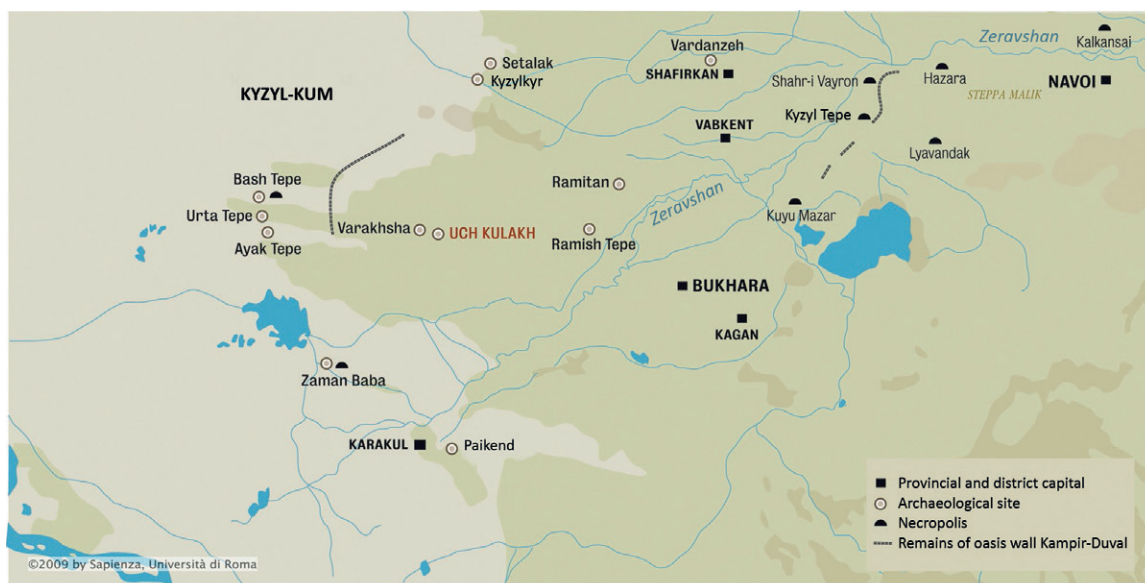 Zeravshan
Kalkansai
Vardanzeh
Setalak
SHAFIRKAN
Hazara
Kyzylkyr
Shahr-i Vayron
NAVOI
KYZYL-KUM
STEPPA MALIK
Kyzyl Tepe
VABKENT
Lyavandak
Bash Tepe
Ramitan
Zeravshan
Urta Tepe
Kuyu Mazar
Varakhsha
UCH KULAKH
Ayak Tepe
Ramish Tepe
BUKHARA
KAGAN
Zaman Baba
KARAKUL
Paikend
Provincial and district capital
Archaeological site
Necropolis
Remains of oasis wall Kampir-Duval
©2009 by Sapienza, Università di Roma